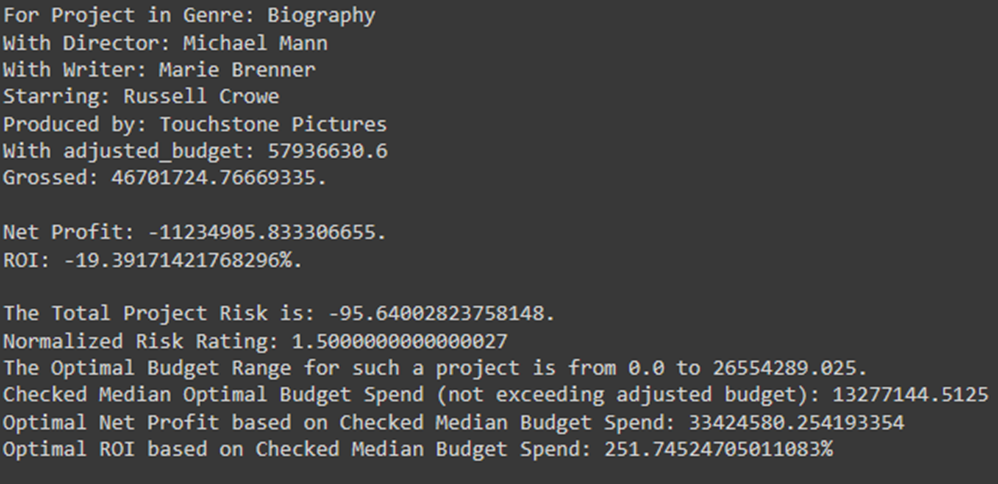 For Project in Genre: Biography
With Director: Michael Mann
With Writer: Marie Brenner
Starring: Russell Crowe
Produced by: Touchstone Pictures
With adjusted_budget: 57936630.6
Grossed: 46701724.76669335.
Net Profit: -11234905.833306655.
ROI: -19.39171421768296%.
The Total Project Risk is: -95.64002823758148.
Normalized Risk Rating: 1.5000000000000027
The Optimal Budget Range for such a project is from 0.0 to 26554289.025.
Checked Median Optimal Budget Spend (not exceeding adjusted budget): 13277144.5125
Optimal Net Profit based on Checked Median Budget Spend: 33424580.254193354
Optimal ROI based on Checked Median Budget Spend: 251.74524705011083%